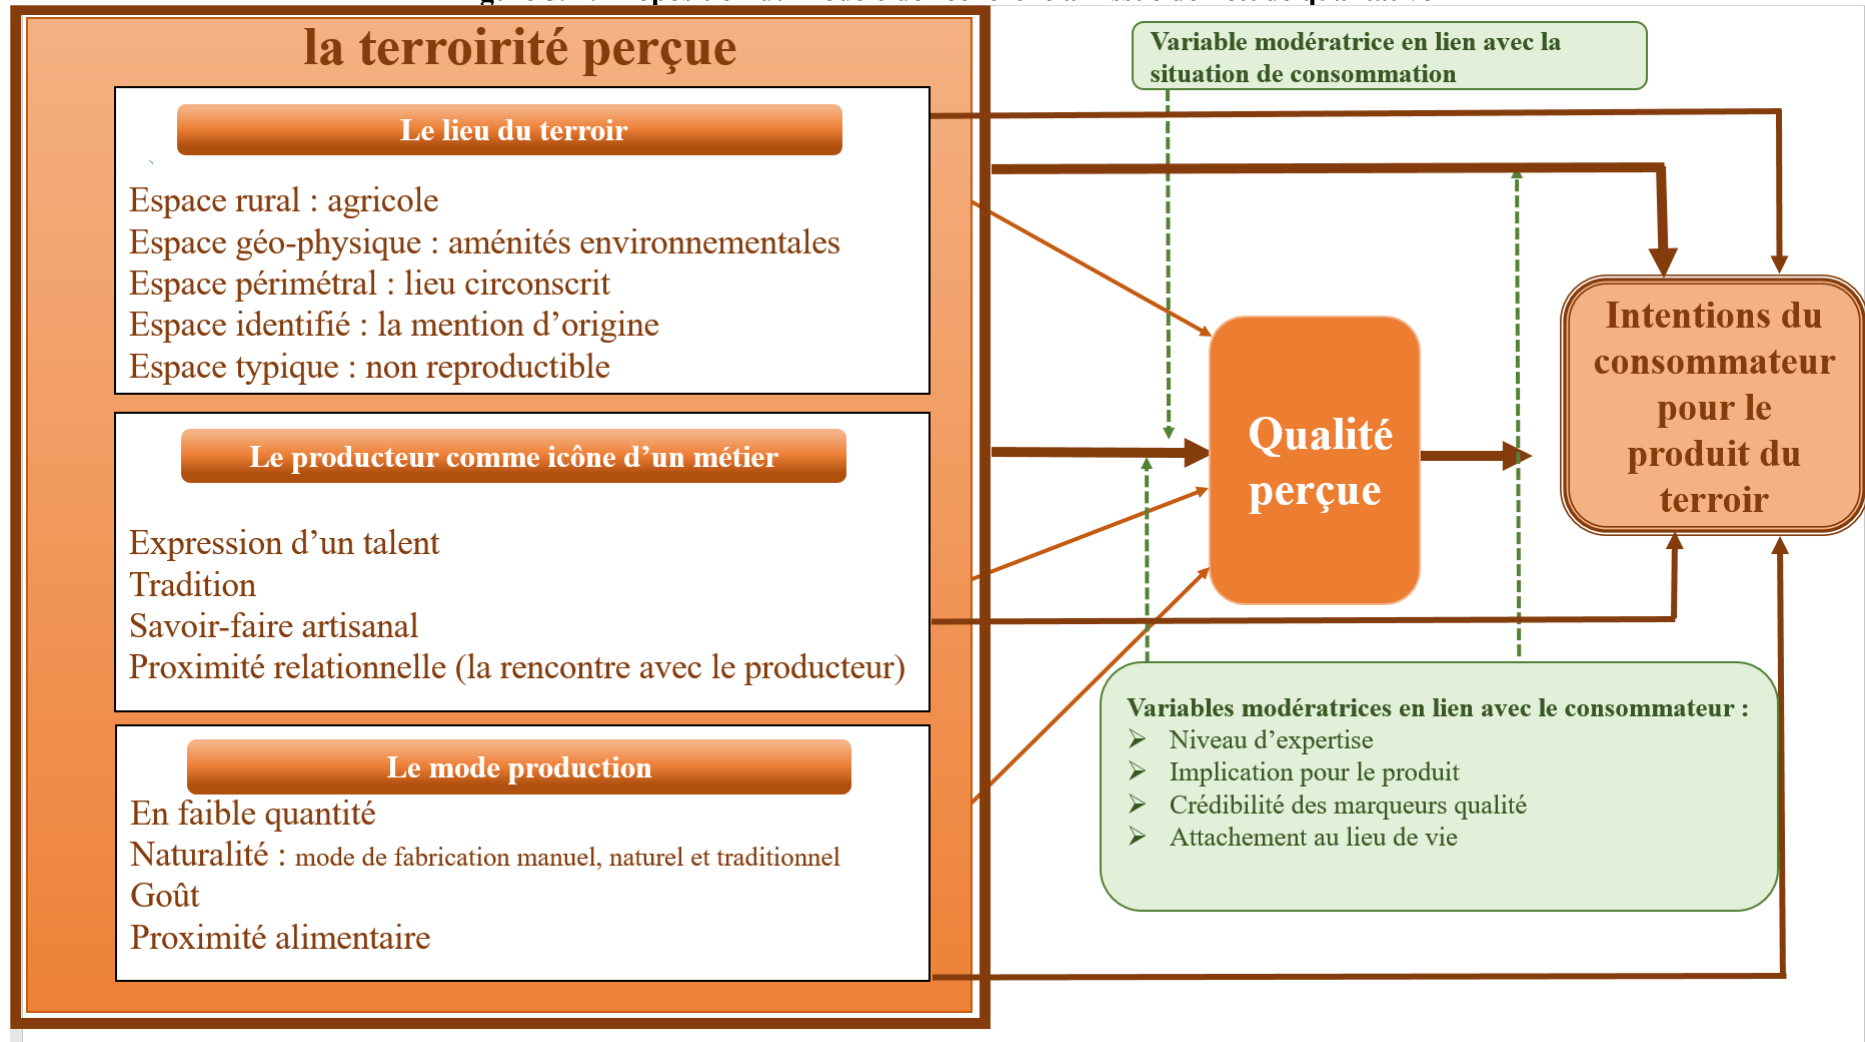 la terroirité perçue
Le lieu du terroir
Espace rural : agricole
Espace géo-physique : aménités environnementales
Espace périmétral : lieu circonscrit
Espace identifié : la mention d’origine
Espace typique : non reproductible
Le producteur comme icône d’un métier
Expression d’un talent
Tradition
Savoir-faire artisanal
Proximité relationnelle (la rencontre avec le producteur)
Le mode production
En faible quantité
Naturalité : mode de fabrication manuel, naturel et traditionnel
Goût
Proximité alimentaire
Variable modératrice en lien avec la
situation de consommation
Qualité
perçue
Intentions du
consommateur
pour le
produit du
terroir
Variables modératrices en lien avec le consommateur :
➢ Niveau d’expertise
➢ Implication pour le produit
➢ Crédibilité des marqueurs qualité
➢ Attachement au lieu de vie